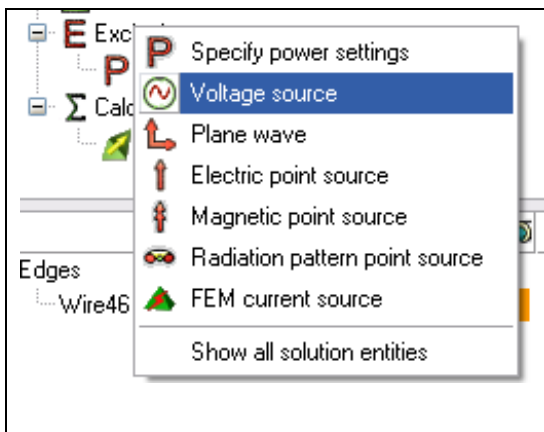 E Exc
P Specify power settings
P
Voltage source
Σ Calc
Plane wave
Electric point source
Magnetic point source
Radiation pattern point source
Edges
Wire46
FEM current source
Show all solution entities